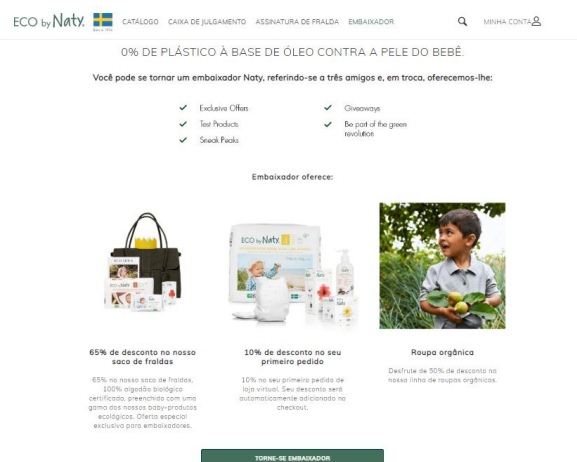 ECO by Naty.
CATÁLOGO CAIXA DE JULGAMENTO ASSINATURA DE FRALDA EMBAIXADOR MINHA CONTA
0% DE PLÁSTICO À BASE DE ÓLEO CONTRA A PELE DO BEBÊ.
Você pode se tornar um embaixador Naty, referindo-se a três amigos e, em troca, oferecemos-lhe:
Exclusive Offers
Test Products
Sneak Peaks
Giveaways
Be part of the green
revolution
Embaixador oferece:
ECO by Naty
65% de desconto no nosso
saco de fraldas
65% no nosso saco de fraldas,
100% algodão biológico
certificado, preenchido com uma
gama dos nossos baby-produtos
ecológicos. Oferta especial
exclusiva para embaixadores.
10% de desconto no seu
primeiro pedido
10% no seu primeiro pedido de
loja virtual. Seu desconto será
automaticamente adicionado no
checkout.
Roupa orgânica
Desfrute de 50% de desconto na
nossa linha de roupas orgânicas.
TORNE-SE EMBAIXADOR